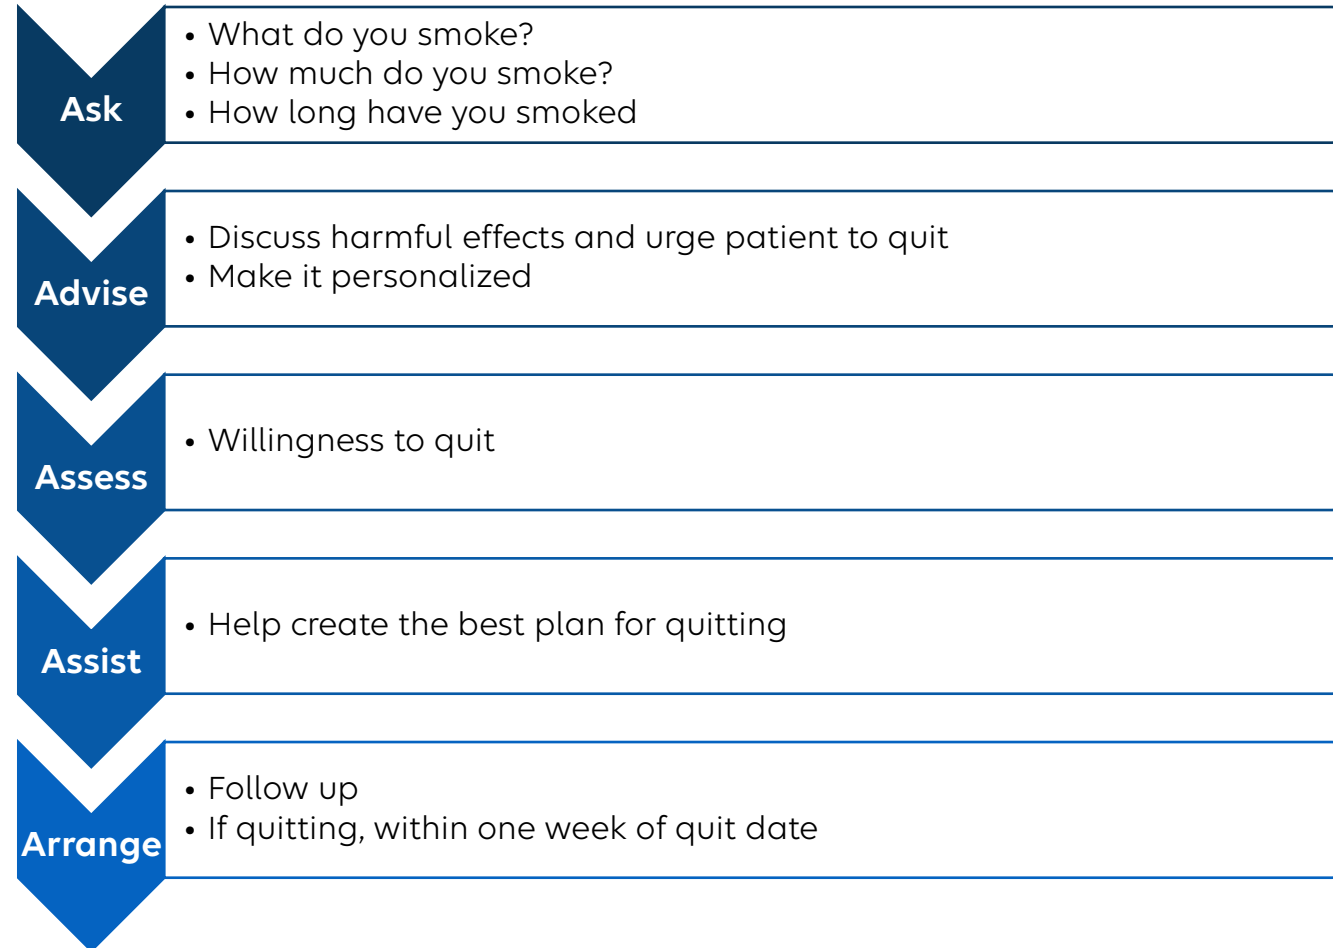 Ask
• What do you smoke?
• How much do you smoke?
• How long have you smoked
Advise
• Discuss harmful effects and urge patient to quit
• Make it personalized
Assess
• Willingness to quit
Assist
• Help create the best plan for quitting
Arrange
• Follow up
• If quitting, within one week of quit date